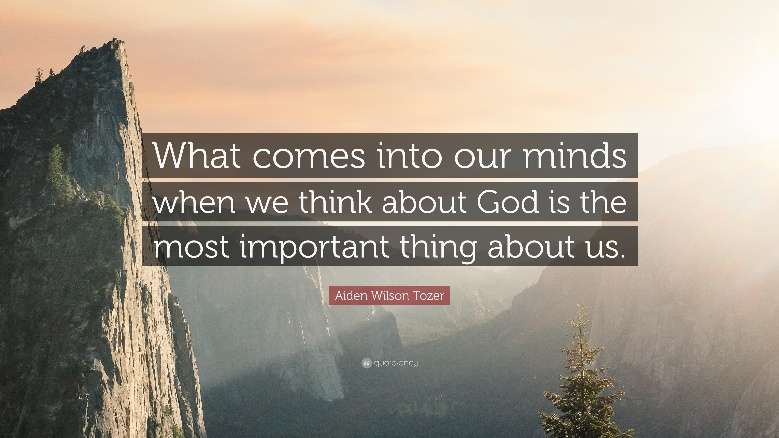 What comes into our minds
when we think about God is the
most important thing about us.
Aiden Wilson Tozer
quotefancy